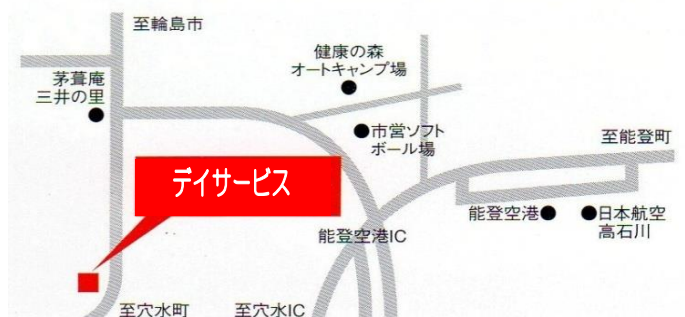 至輪島市
健康の森
オートキャンプ場
茅葺庵
三井の里
市営ソフト
ボール場
至能登町
デイサービス
能登空港
日本航空
高石川
能登空港IC
至穴水町
至穴水IC